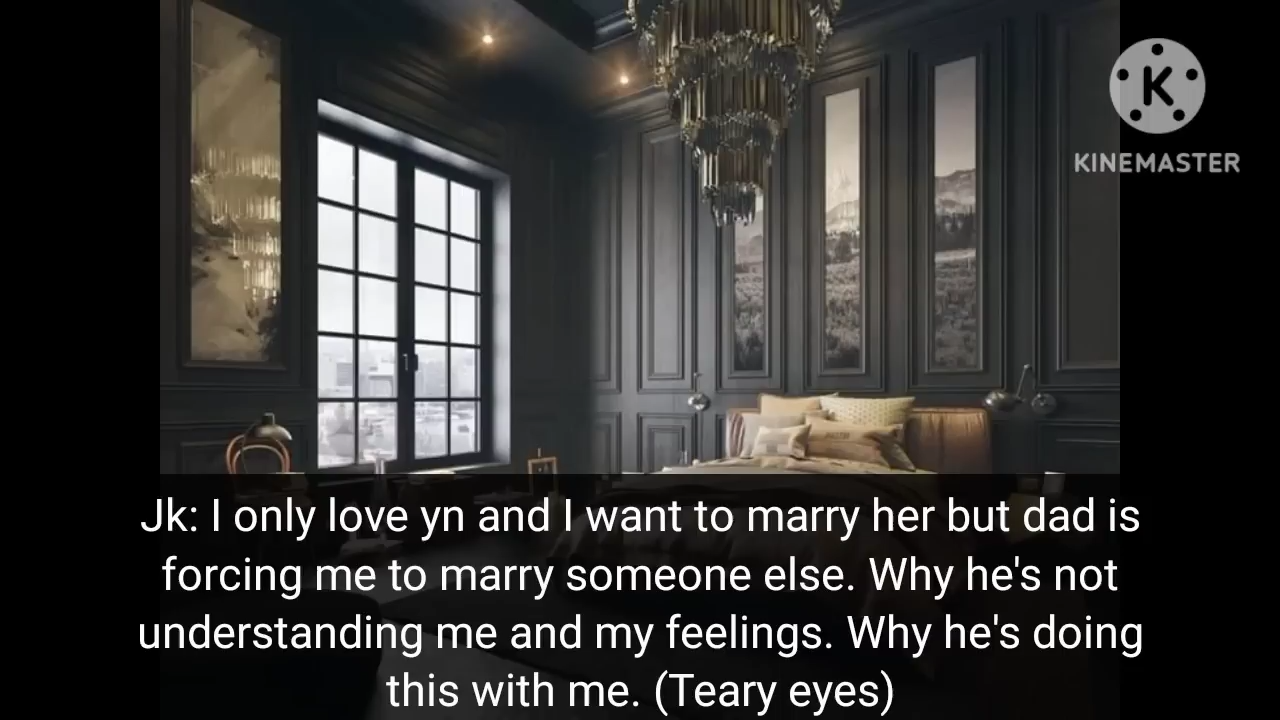 K
KINEMASTER
Jk: I only love yn and I want to marry her but dad is
forcing me to marry someone else. Why he's not
understanding me and my feelings. Why he's doing
this with me. (Teary eyes)